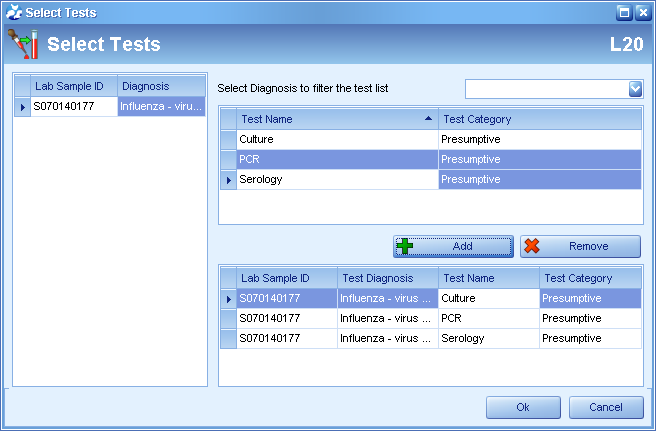 Select Tests
Select Tests L20
Lab Sample ID Diagnosis
S070140177 Influenza - viru...
Select Diagnosis to filter the test list
Test Name Test Category
Culture Presumptive
PCR Presumptive
Serology Presumptive
Add Remove
Lab Sample ID Test Diagnosis Test Name Test Category
S070140177 Influenza - virus ... Culture Presumptive
S070140177 Influenza - virus ... PCR Presumptive
S070140177 Influenza - virus ... Serology Presumptive
Ok Cancel